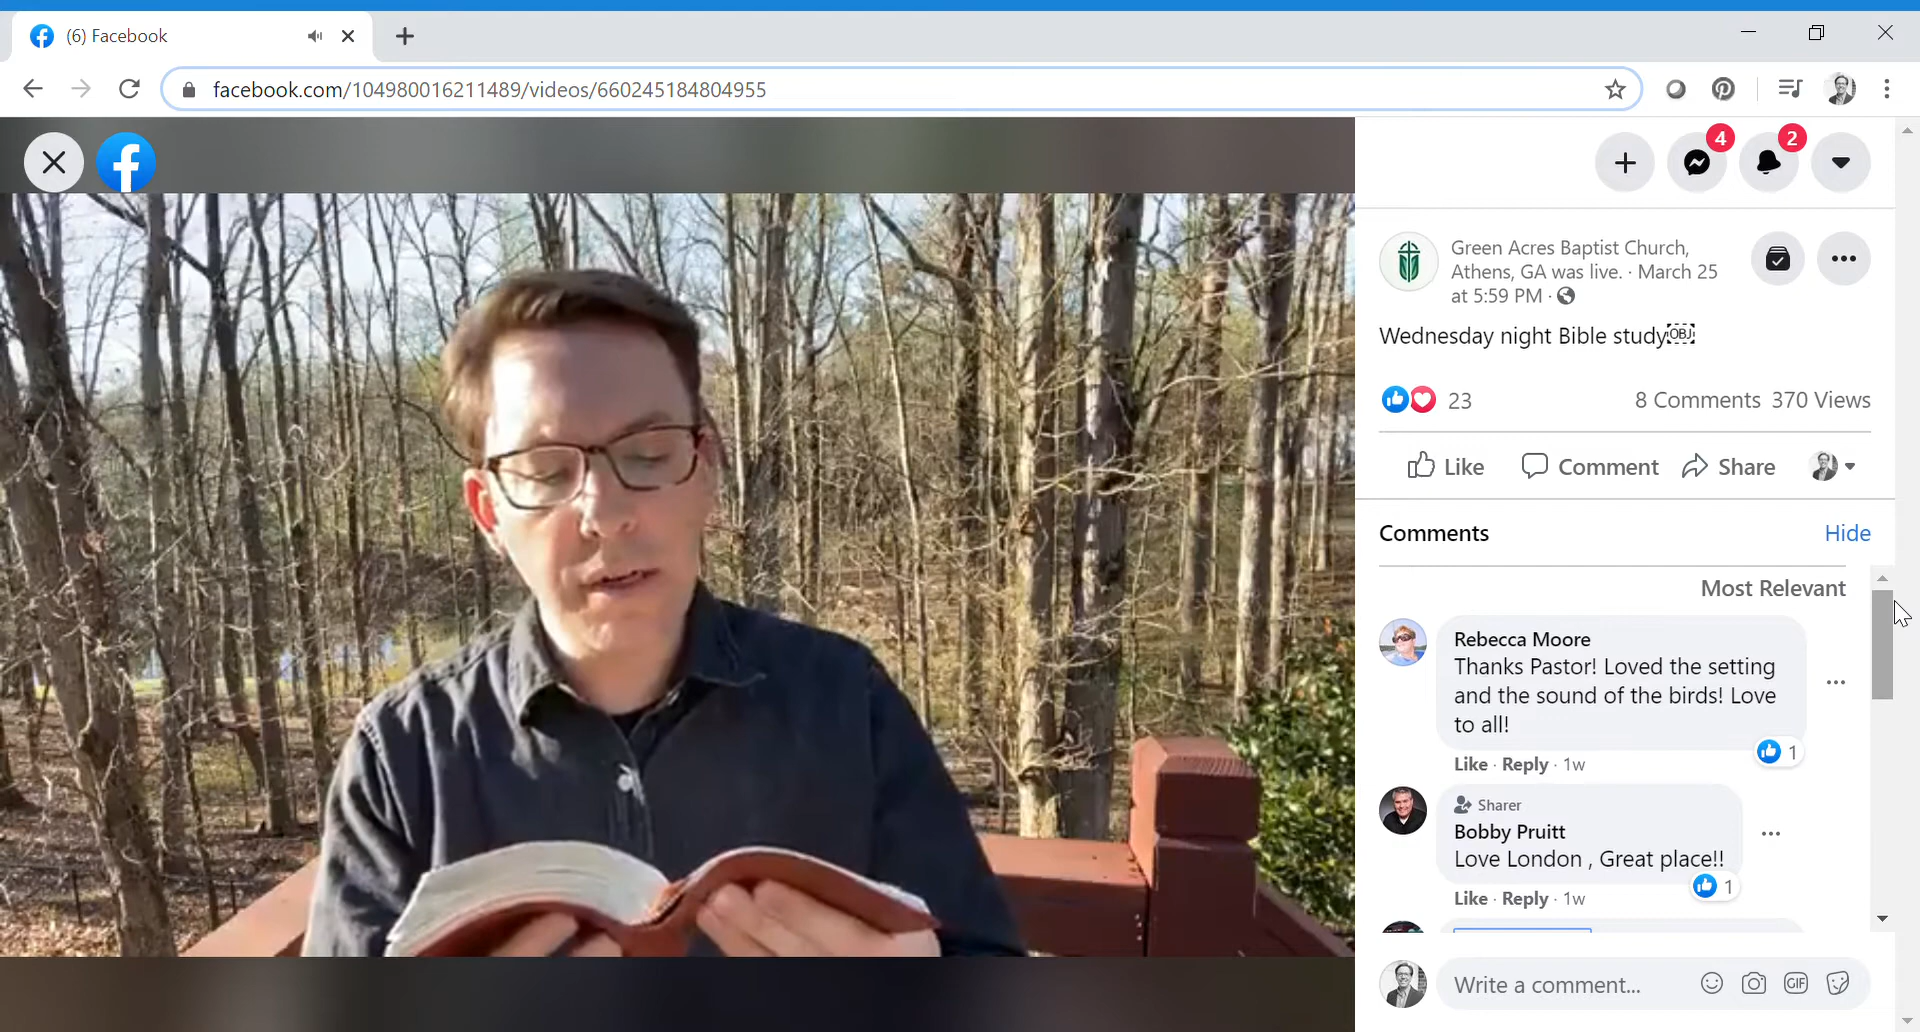 (6) Facebook
facebook.com/104980016211489/videos/660245184804955
4
2
Green Acres Baptist Church,
Athens, GA was live. · March 25
at 5:59 PM ·
Wednesday night Bible study OBJ
23
8 Comments 370 Views
Like Comment Share
Comments
Hide
Most Relevant
Rebecca Moore
Thanks Pastor! Loved the setting
and the sound of the birds! Love
to all!
1
Like · Reply · 1w
Sharer
Bobby Pruitt
Love London , Great place!!
1
Like · Reply · 1w
Write a comment...
GIF